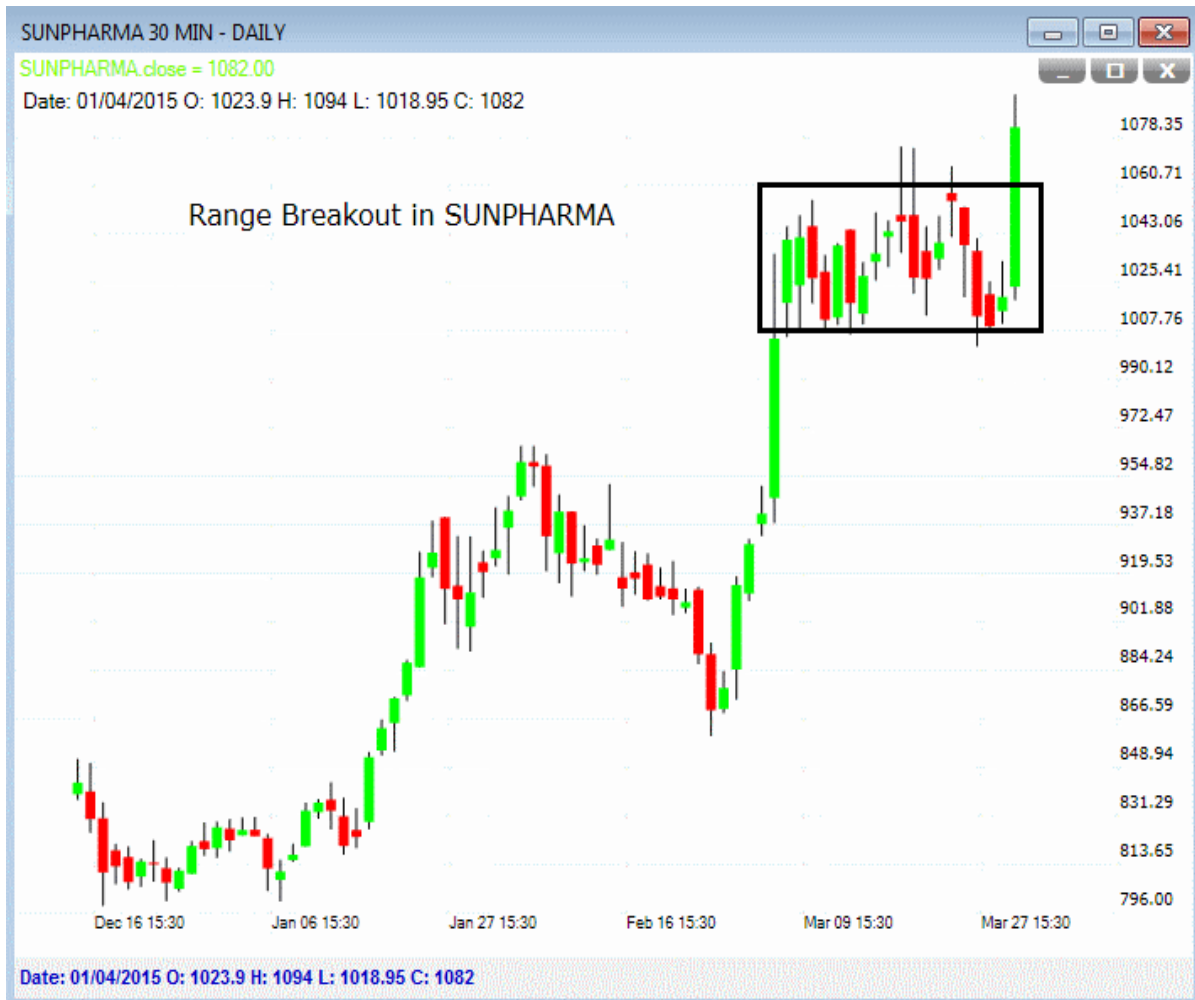 SUNPHARMA 30 MIN - DAILY
SUNPHARMA.close = 1082.00
Date: 01/04/2015 O: 1023.9 H: 1094 L: 1018.95 C: 1082
Range Breakout in SUNPHARMA
1078.35
1060.71
1043.06
1025.41
1007.76
990.12
972.47
954.82
937.18
919.53
901.88
884.24
866.59
848.94
831.29
813.65
796.00
Dec 16 15:30 Jan 06 15:30 Jan 27 15:30 Feb 16 15:30 Mar 09 15:30 Mar 27 15:30
Date: 01/04/2015 O: 1023.9 H: 1094 L: 1018.95 C: 1082